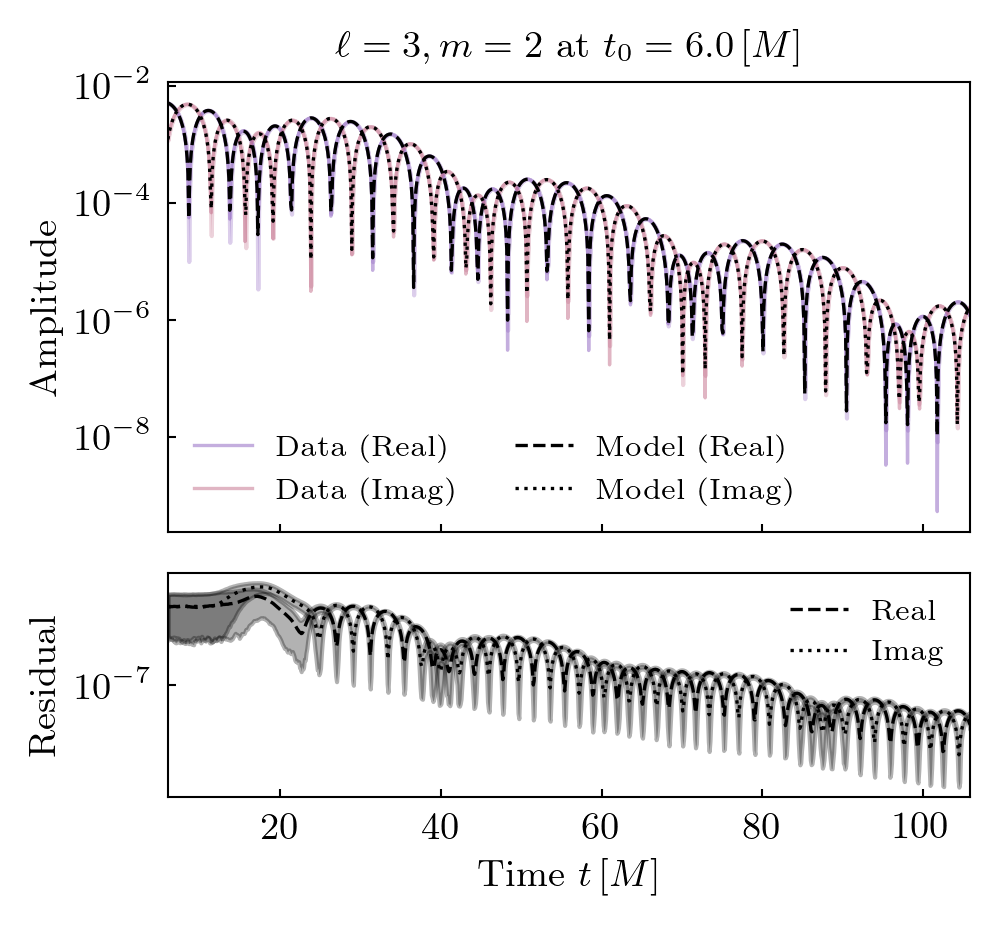 ℓ = 3, m = 2 at t₀ = 6.0 [M]
Amplitude
10⁻²
10⁻⁴
10⁻⁶
10⁻⁸
Data (Real)
Data (Imag)
Model (Real)
Model (Imag)
Residual
10⁻⁷
Real
Imag
20 40 60 80 100
Time t [M]